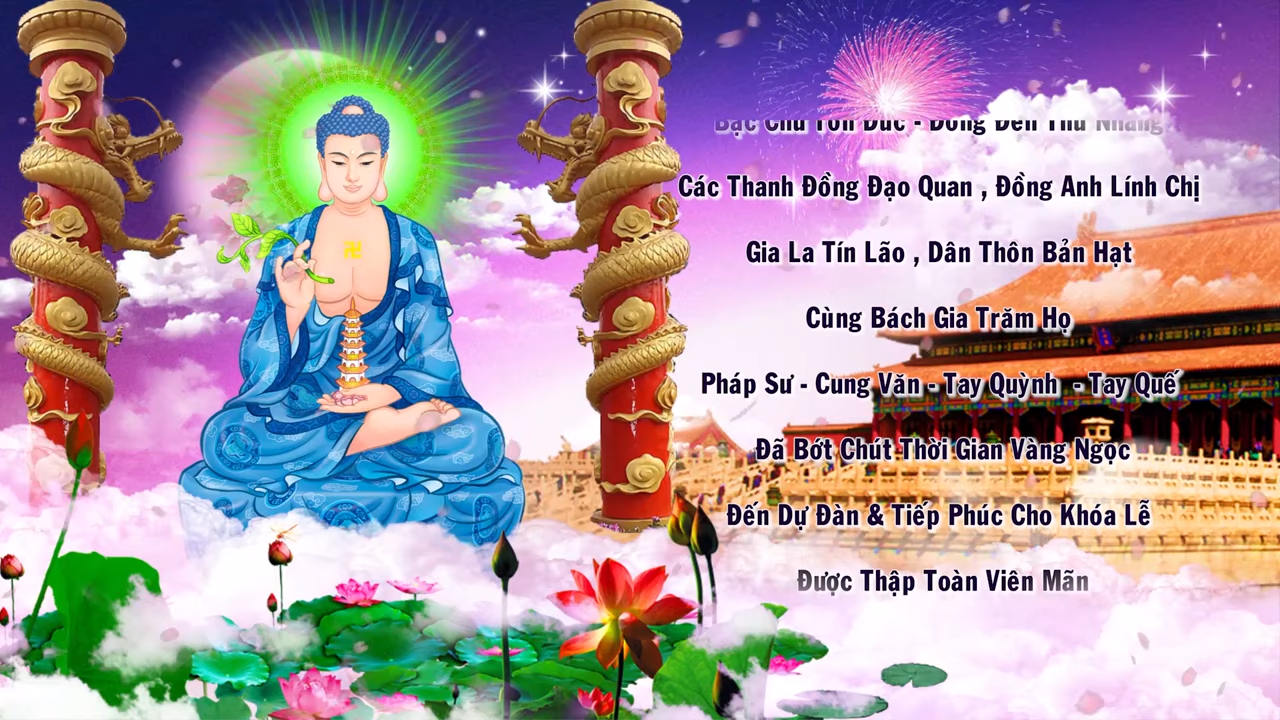 Các Thanh Đồng Đạo Quan , Đồng Anh Lính Chị
Gia La Tín Lão , Dân Thôn Bản Hạt
Cùng Bách Gia Trăm Họ
Pháp Sư - Cung Văn - Tay Quỳnh - Tay Quế
Đã Bớt Chút Thời Gian Vàng Ngọc
Đến Dự Đàn & Tiếp Phúc Cho Khóa Lễ
Được Thập Toàn Viên Mãn